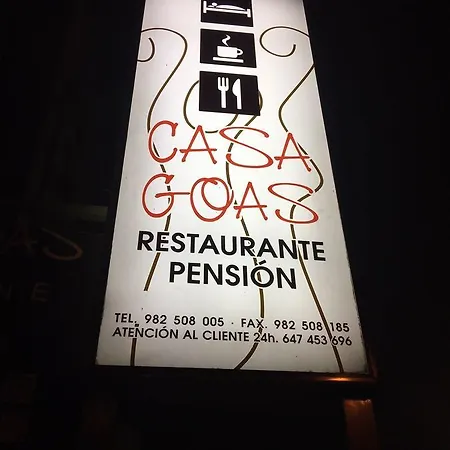 CASA
GOAS
RESTAURANTE
PENSIÓN
TEL. 982 508 005 · FAX. 982 508 185
ATENCIÓN AL CLIENTE 24h. 647 453 696